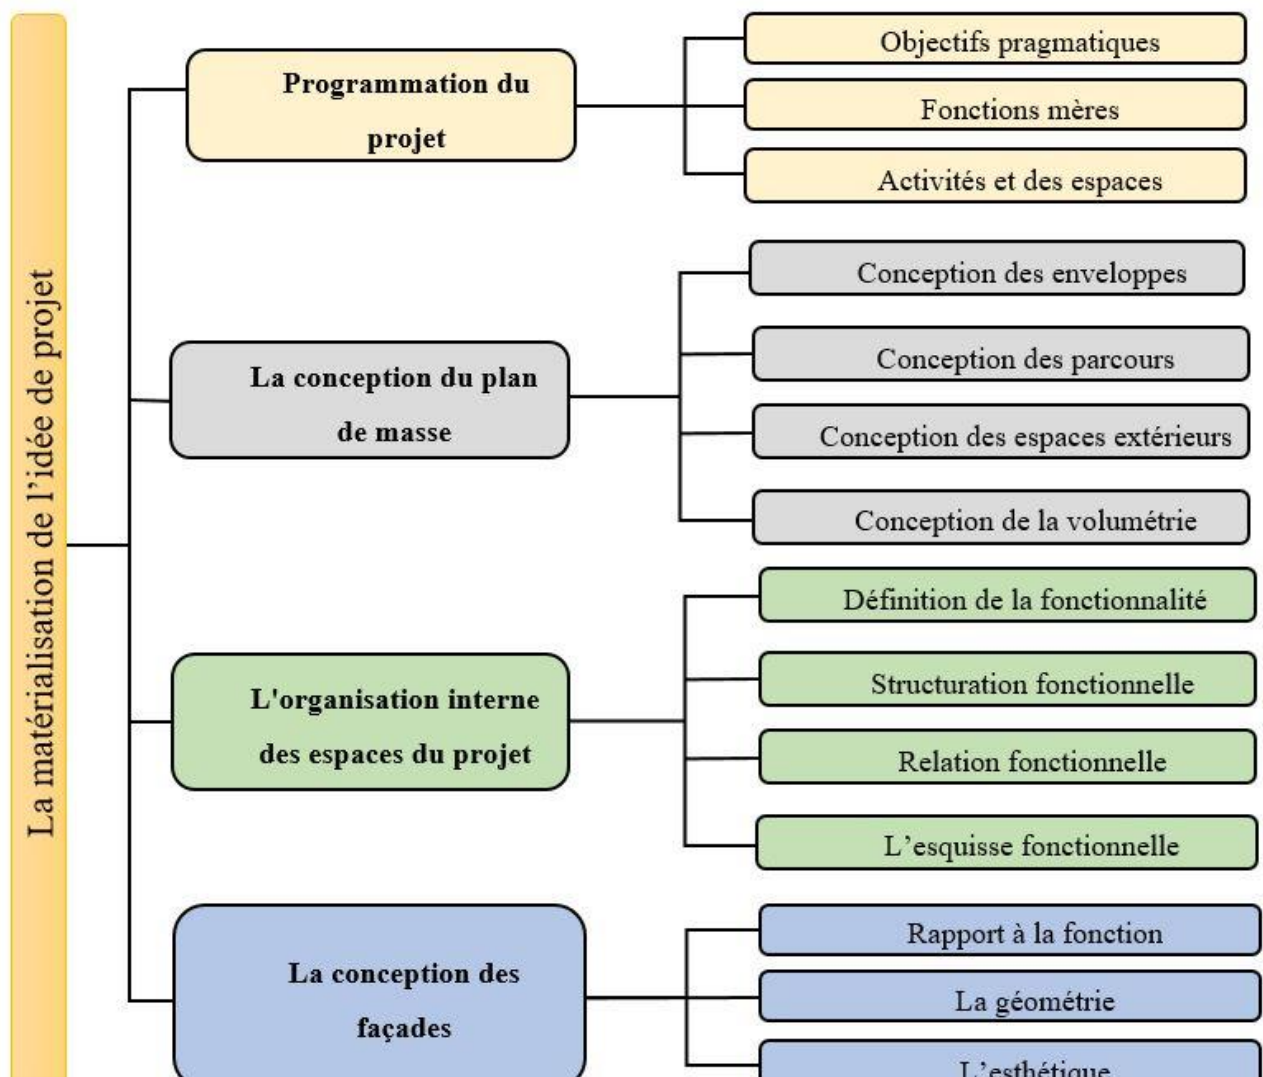 La matérialisation de l’idée de projet
Programmation du
projet
Objectifs pragmatiques
Fonctions mères
Activités et des espaces
La conception du plan
de masse
Conception des enveloppes
Conception des parcours
Conception des espaces extérieurs
Conception de la volumétrie
L'organisation interne
des espaces du projet
Définition de la fonctionnalité
Structuration fonctionnelle
Relation fonctionnelle
L’esquisse fonctionnelle
La conception des
façades
Rapport à la fonction
La géométrie
L’esthétique